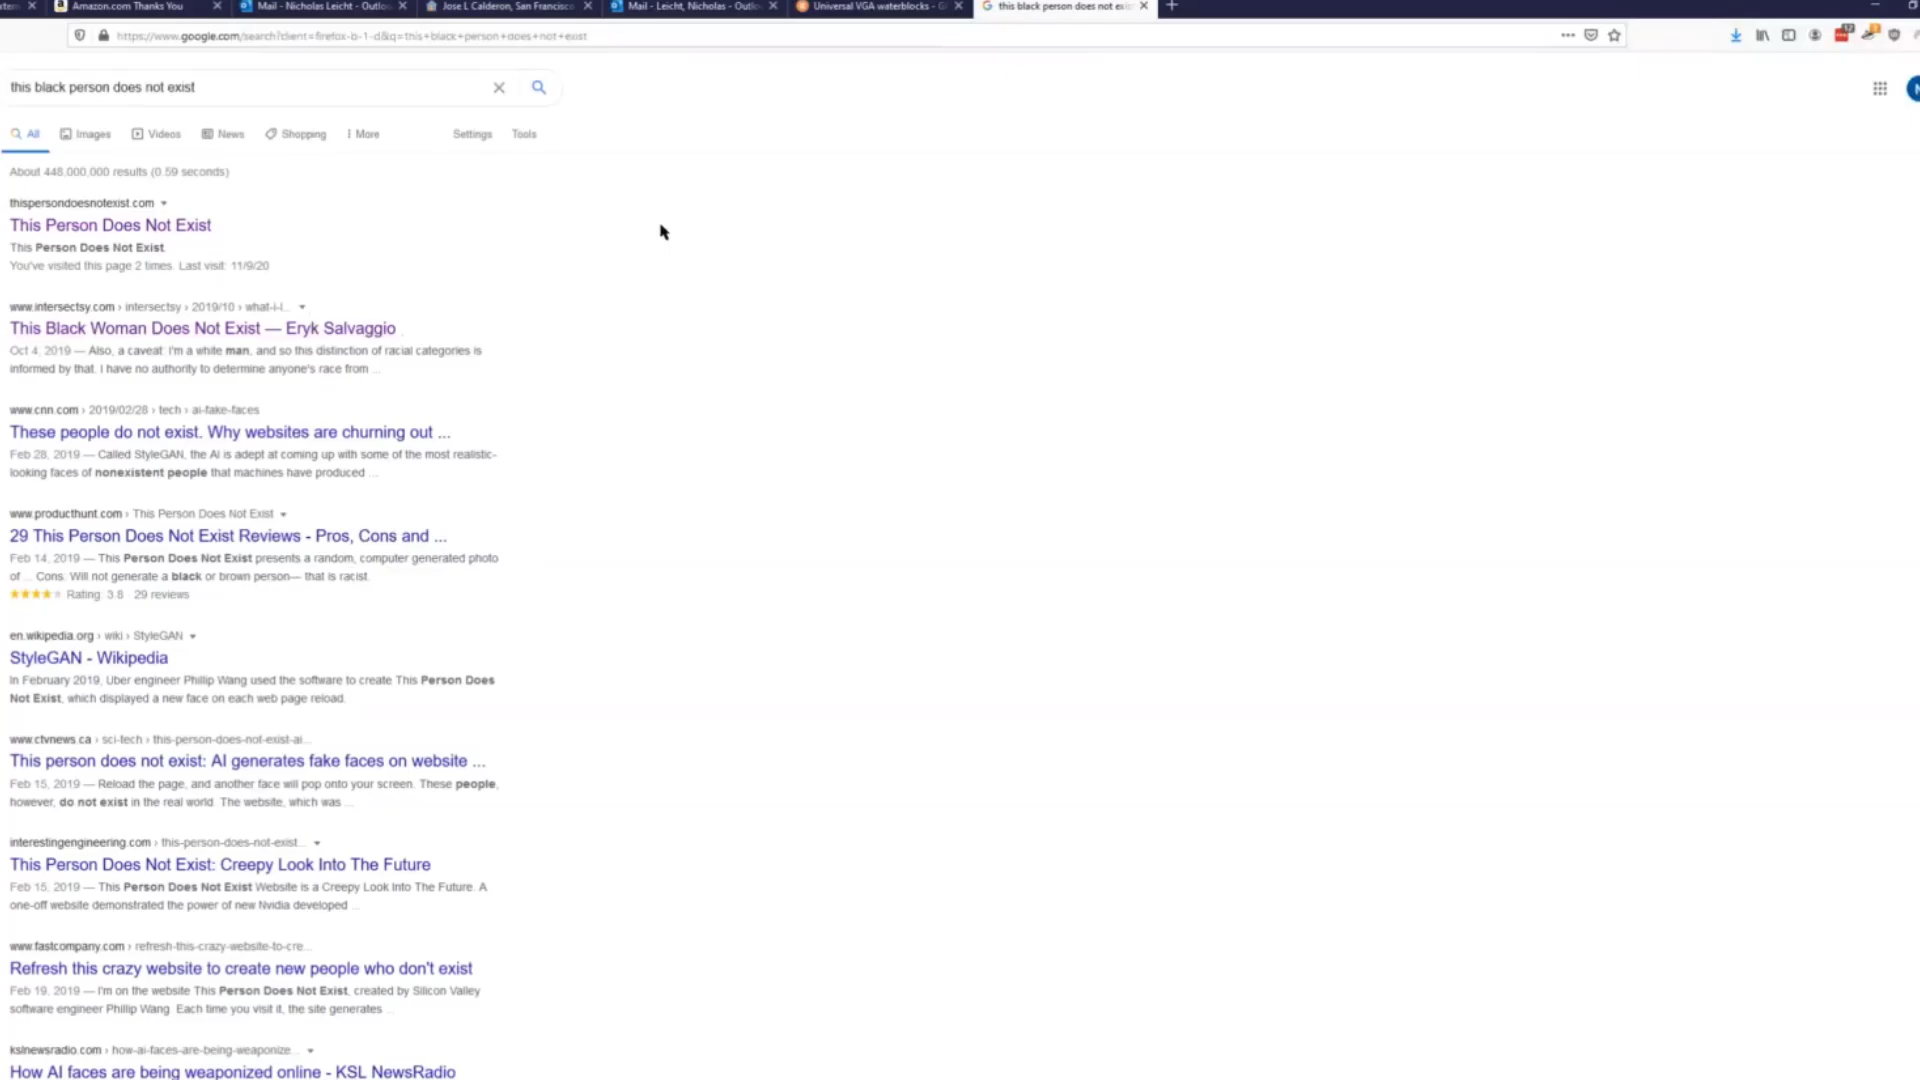 Amazon.com Thanks You
Mail - Nicholas Leicht - Outlo
Jose L Calderon, San Francisco
Mail - Leicht, Nicholas - Outlo
Universal VGA waterblocks -
this black person does not exi
https://www.google.com/search?client=firefox-b-1-d&q=this+black+person+does+not+exist
this black person does not exist
All Images Videos News Shopping More Settings Tools
About 448,000,000 results (0.59 seconds)
thispersondoesnotexist.com
This Person Does Not Exist
This Person Does Not Exist.
You've visited this page 2 times. Last visit: 11/9/20
www.intersectsy.com › intersectsy › 2019/10 › what-i-l...
This Black Woman Does Not Exist — Eryk Salvaggio
Oct 4, 2019 — Also, a caveat: I'm a white man, and so this distinction of racial categories is
informed by that. I have no authority to determine anyone's race from ...
www.cnn.com › 2019/02/28 › tech › ai-fake-faces
These people do not exist. Why websites are churning out ...
Feb 28, 2019 — Called StyleGAN, the AI is adept at coming up with some of the most realistic-
looking faces of nonexistent people that machines have produced ...
www.producthunt.com › This Person Does Not Exist
29 This Person Does Not Exist Reviews - Pros, Cons and ...
Feb 14, 2019 — This Person Does Not Exist presents a random, computer generated photo
of ... Cons. Will not generate a black or brown person— that is racist.
Rating 3.8 29 reviews
en.wikipedia.org › wiki › StyleGAN
StyleGAN - Wikipedia
In February 2019, Uber engineer Phillip Wang used the software to create This Person Does
Not Exist, which displayed a new face on each web page reload.
www.ctvnews.ca › sci-tech › this-person-does-not-exist-ai...
This person does not exist: AI generates fake faces on website ...
Feb 15, 2019 — Reload the page, and another face will pop onto your screen. These people,
however, do not exist in the real world. The website, which was ...
interestingengineering.com › this-person-does-not-exist...
This Person Does Not Exist: Creepy Look Into The Future
Feb 15, 2019 — This Person Does Not Exist Website is a Creepy Look Into The Future. A
one-off website demonstrated the power of new Nvidia developed ...
www.fastcompany.com › refresh-this-crazy-website-to-cre...
Refresh this crazy website to create new people who don't exist
Feb 19, 2019 — I'm on the website This Person Does Not Exist, created by Silicon Valley
software engineer Phillip Wang. Each time you visit it, the site generates ...
kslnewsradio.com › how-ai-faces-are-being-weaponize...
How AI faces are being weaponized online - KSL NewsRadio